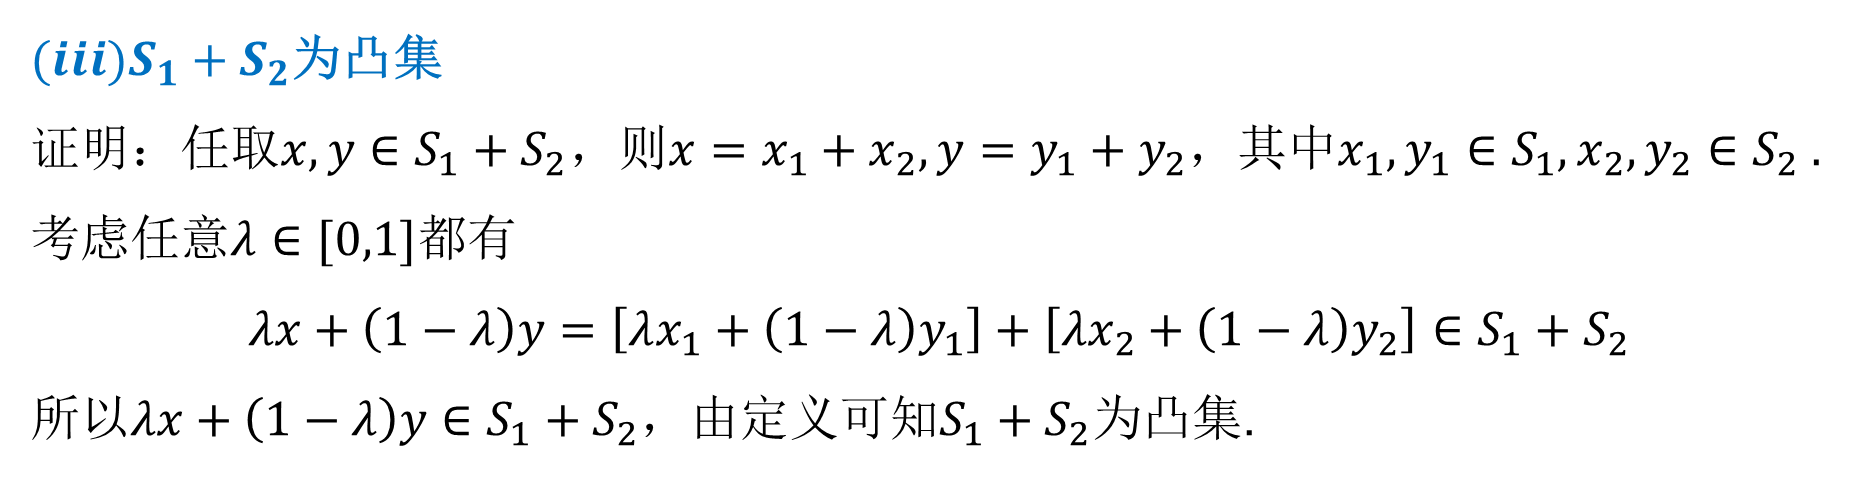 (iii)S₁ + S₂为凸集
证明：任取x, y ∈ S₁ + S₂，则x = x₁ + x₂, y = y₁ + y₂，其中x₁, y₁ ∈ S₁, x₂, y₂ ∈ S₂ .
考虑任意λ ∈ [0,1]都有
λx + (1 − λ)y = [λx₁ + (1 − λ)y₁] + [λx₂ + (1 − λ)y₂] ∈ S₁ + S₂
所以λx + (1 − λ)y ∈ S₁ + S₂，由定义可知S₁ + S₂为凸集.